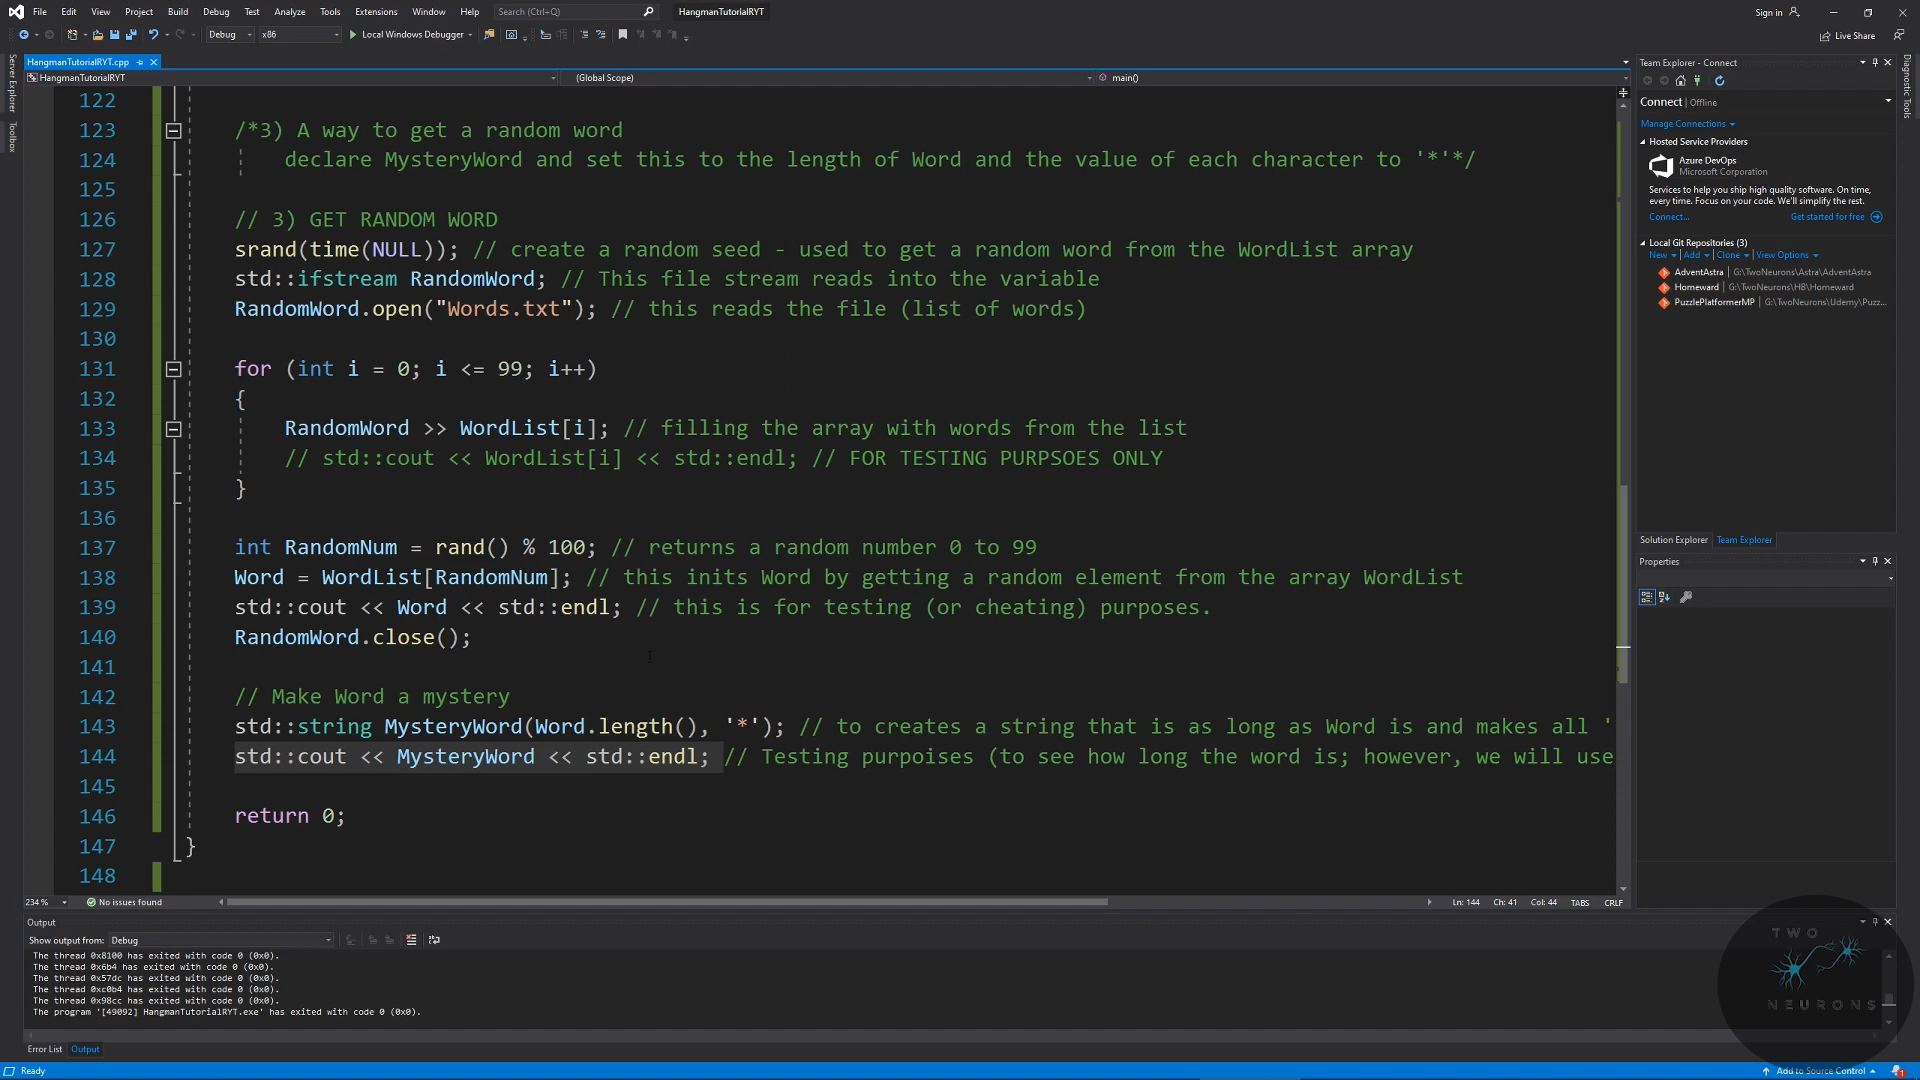 File Edit View Project Build Debug Test Analyze Tools Extensions Window Help Search (Ctrl+Q) HangmanTutorialRYT Sign in
Debug x86 Local Windows Debugger Live Share
HangmanTutorialRYT.cpp
HangmanTutorialRYT (Global Scope) main()
Server Explorer
Toolbox
122
123 /*3) A way to get a random word
124 declare MysteryWord and set this to the length of Word and the value of each character to '*'*/
125
126 // 3) GET RANDOM WORD
127 srand(time(NULL)); // create a random seed - used to get a random word from the WordList array
128 std::ifstream RandomWord; // This file stream reads into the variable
129 RandomWord.open("Words.txt"); // this reads the file (list of words)
130
131 for (int i = 0; i <= 99; i++)
132 {
133 RandomWord >> WordList[i]; // filling the array with words from the list
134 // std::cout << WordList[i] << std::endl; // FOR TESTING PURPSOES ONLY
135 }
136
137 int RandomNum = rand() % 100; // returns a random number 0 to 99
138 Word = WordList[RandomNum]; // this inits Word by getting a random element from the array WordList
139 std::cout << Word << std::endl; // this is for testing (or cheating) purposes.
140 RandomWord.close();
141
142 // Make Word a mystery
143 std::string MysteryWord(Word.length(), '*'); // to creates a string that is as long as Word is and makes all '
144 std::cout << MysteryWord << std::endl; // Testing purpoises (to see how long the word is; however, we will use
145
146 return 0;
147 }
148
234 % No issues found Ln: 144 Ch: 41 Col: 44 TABS CRLF
Output
Show output from: Debug
The thread 0x8100 has exited with code 0 (0x0).
The thread 0x6b4 has exited with code 0 (0x0).
The thread 0x57dc has exited with code 0 (0x0).
The thread 0xc0b4 has exited with code 0 (0x0).
The thread 0x98cc has exited with code 0 (0x0).
The program '[49092] HangmanTutorialRYT.exe' has exited with code 0 (0x0).
Error List Output
Ready Add to Source Control 1
Team Explorer - Connect
Connect | Offline
Manage Connections
Hosted Service Providers
Azure DevOps
Microsoft Corporation
Services to help you ship high quality software. On time, every time. Focus on your code. We'll simplify the rest.
Connect... Get started for free
Local Git Repositories (3)
New Add Clone View Options
AdventAstra | G:\TwoNeurons\Astra\AdventAstra
Homeward | G:\TwoNeurons\HB\Homeward
PuzzlePlatformerMP | G:\TwoNeurons\Udemy\Puzz...
Solution Explorer Team Explorer
Properties
Diagnostic Tools
TWO
NEURONS